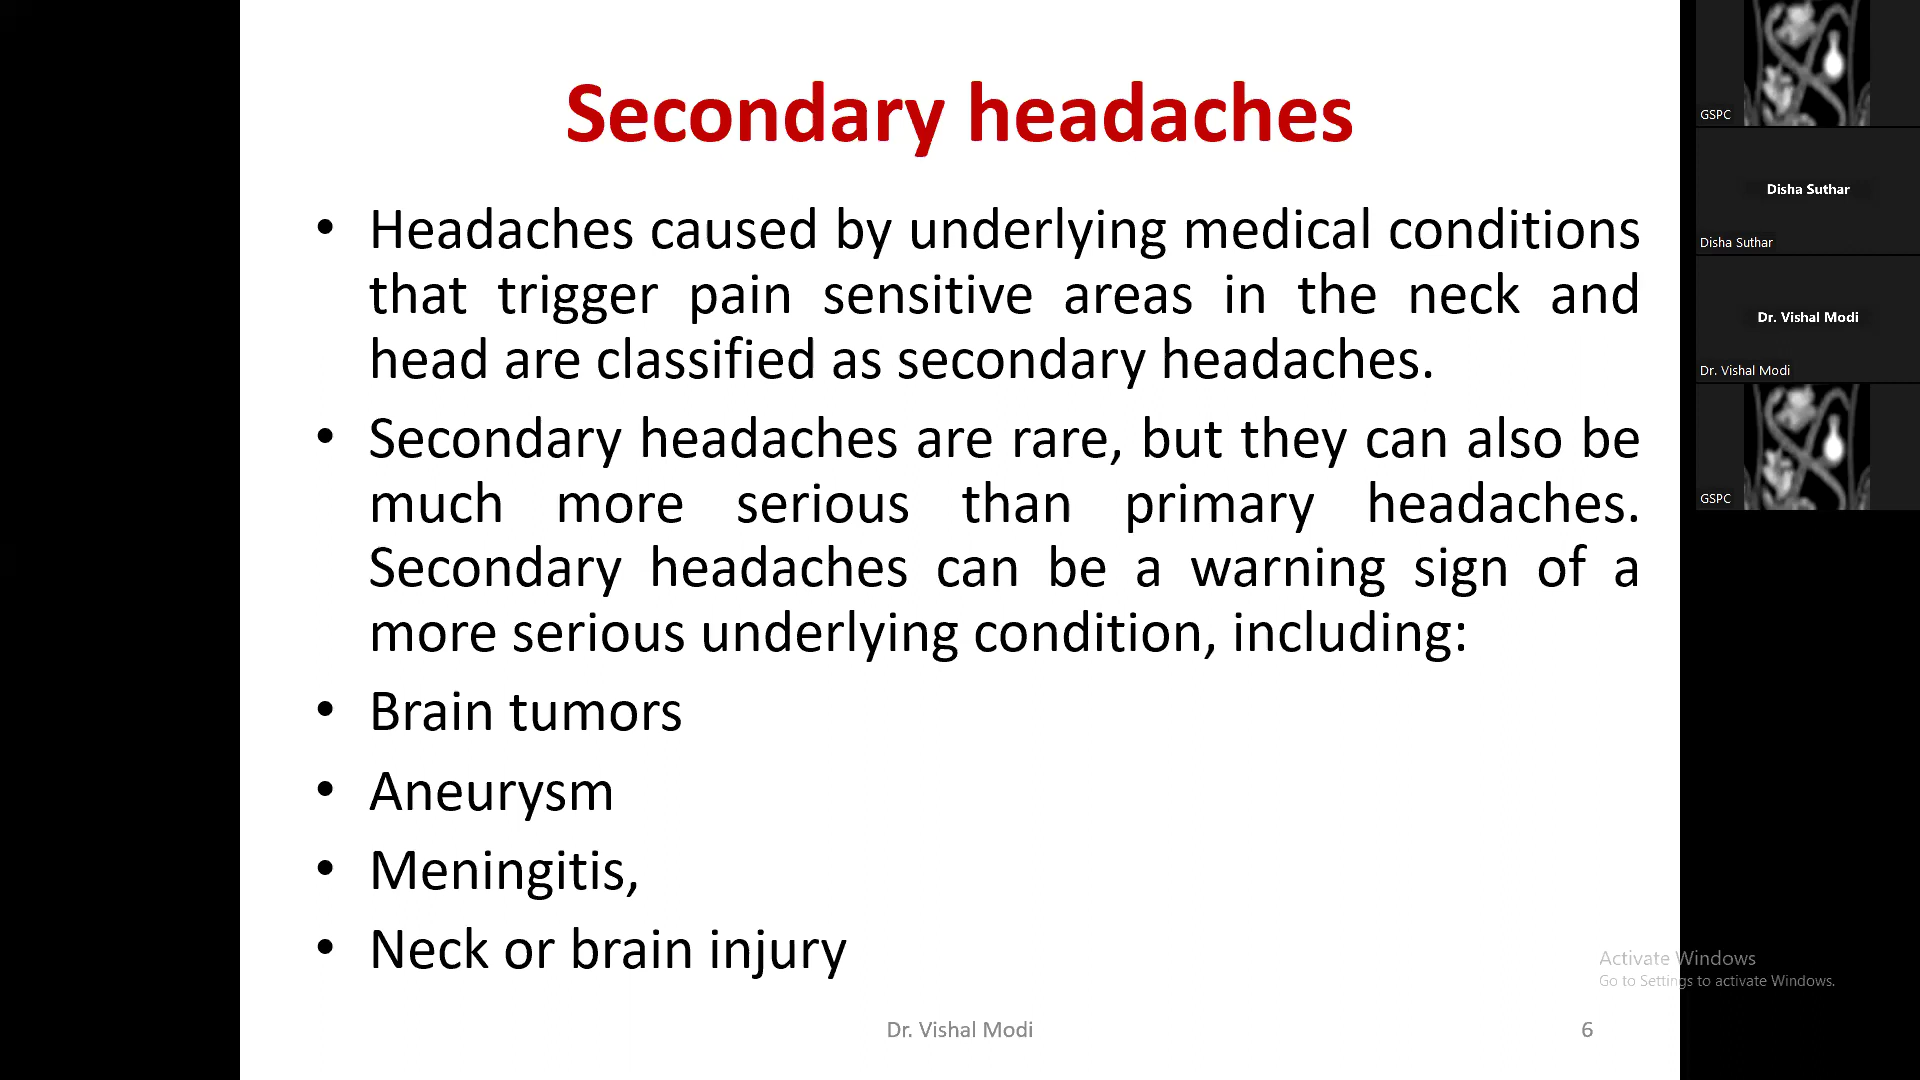 Secondary headaches
• Headaches caused by underlying medical conditions
that trigger pain sensitive areas in the neck and
head are classified as secondary headaches.
• Secondary headaches are rare, but they can also be
much more serious than primary headaches.
Secondary headaches can be a warning sign of a
more serious underlying condition, including:
• Brain tumors
• Aneurysm
• Meningitis,
• Neck or brain injury
Dr. Vishal Modi
6
GSPC
Disha Suthar
Disha Suthar
Dr. Vishal Modi
Dr. Vishal Modi
GSPC
Activate Windows
Go to Settings to activate Windows.